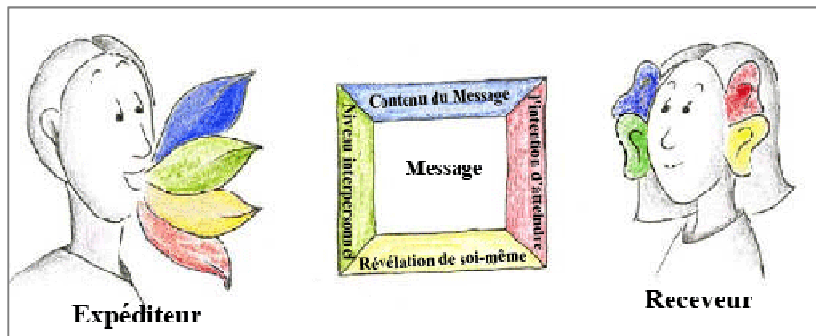 Contenu du Message
Niveau interpersonnel
Message
l'intention d'atteindre
Révélation de soi-même
Expéditeur
Receveur